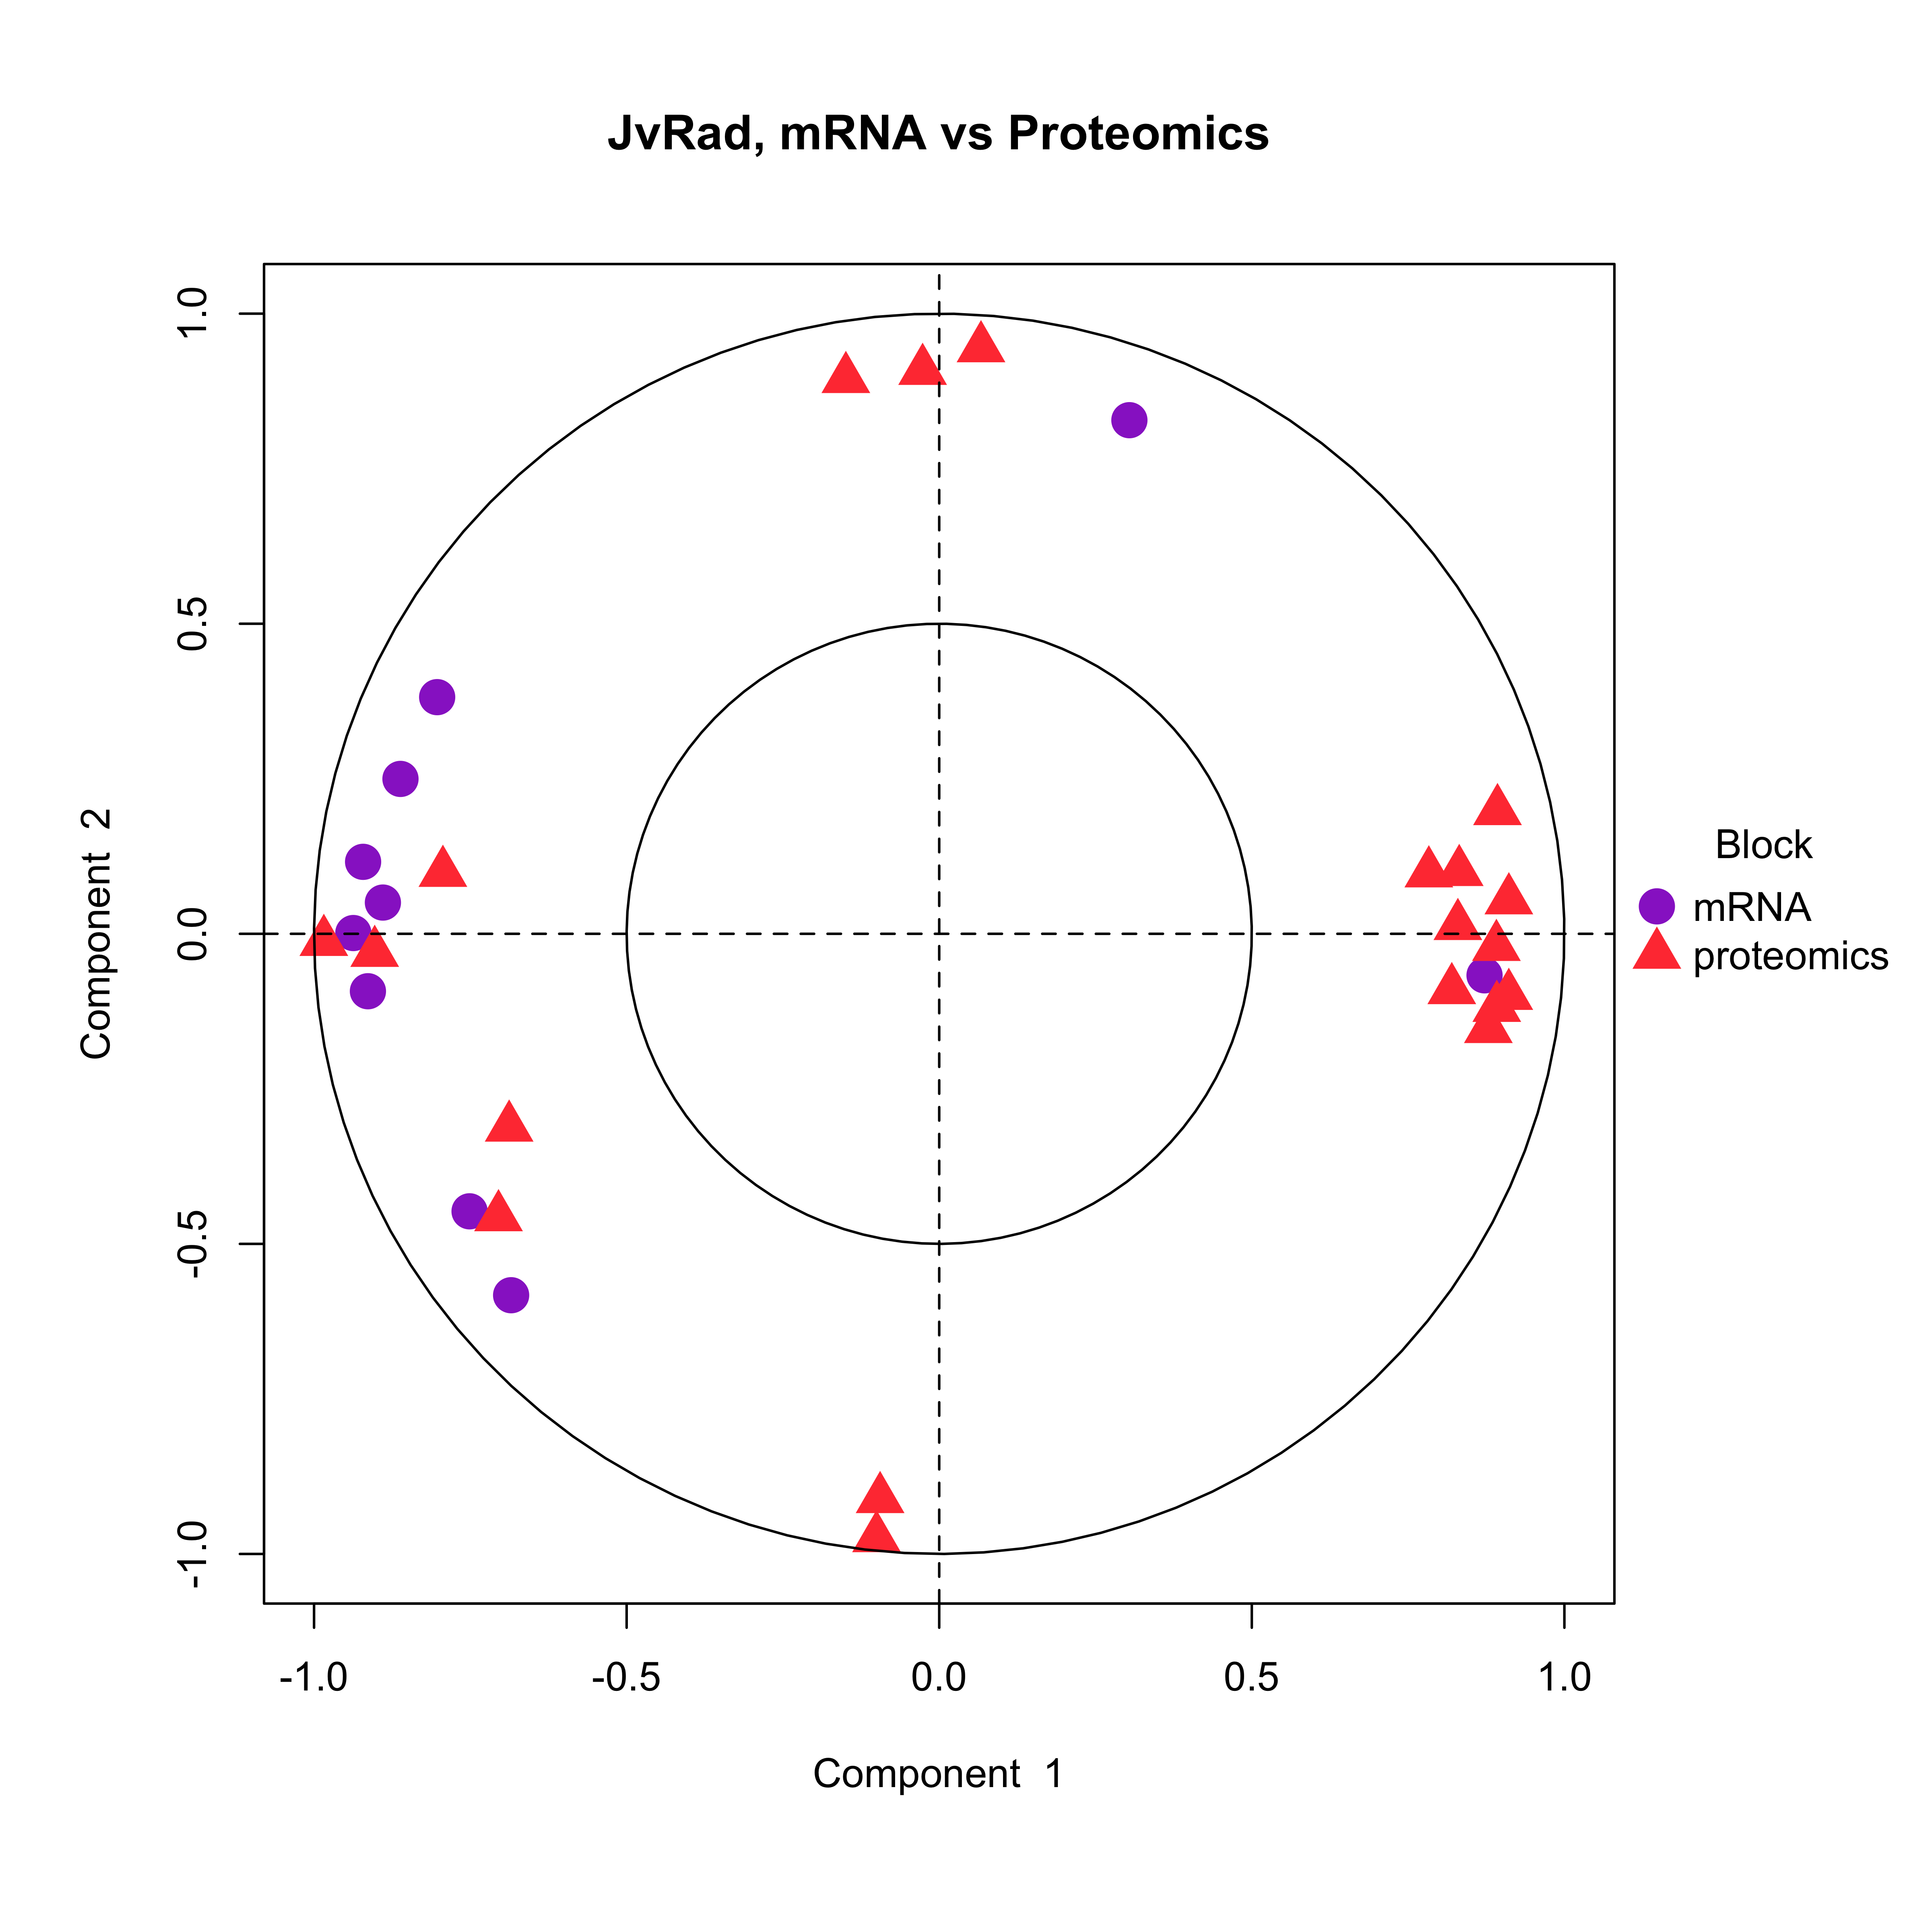 JvRad, mRNA vs Proteomics
1.0
0.5
0.0
-0.5
-1.0
Component 2
-1.0
-0.5
0.0
0.5
1.0
Component 1
Block
mRNA
proteomics